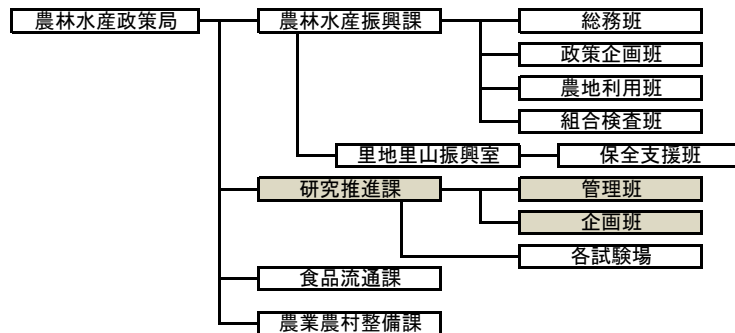 農林水産政策局 農林水産振興課 総務班
政策企画班
農地利用班
組合検査班
里地里山振興室 保全支援班
研究推進課 管理班
企画班
各試験場
食品流通課
農業農村整備課